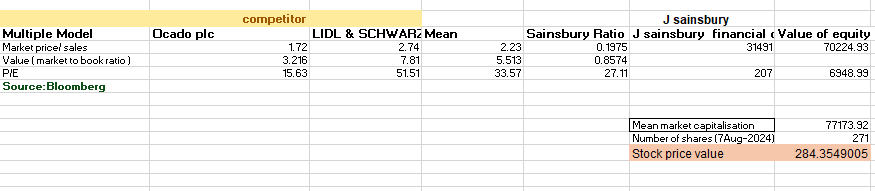 competitor J sainsbury
Multiple Model Ocado plc LIDL & SCHWARZ Mean Sainsbury Ratio J sainsbury financial Value of equity
Market price/ sales 1.72 2.74 2.23 0.1975 31491 70224.93
Value ( market to book ratio ) 3.216 7.81 5.513 0.8574
P/E 15.63 51.51 33.57 27.11 207 6948.99
Source:Bloomberg
Mean market capitalisation 77173.92
Number of shares (7Aug-2024) 271
Stock price value 284.3549005